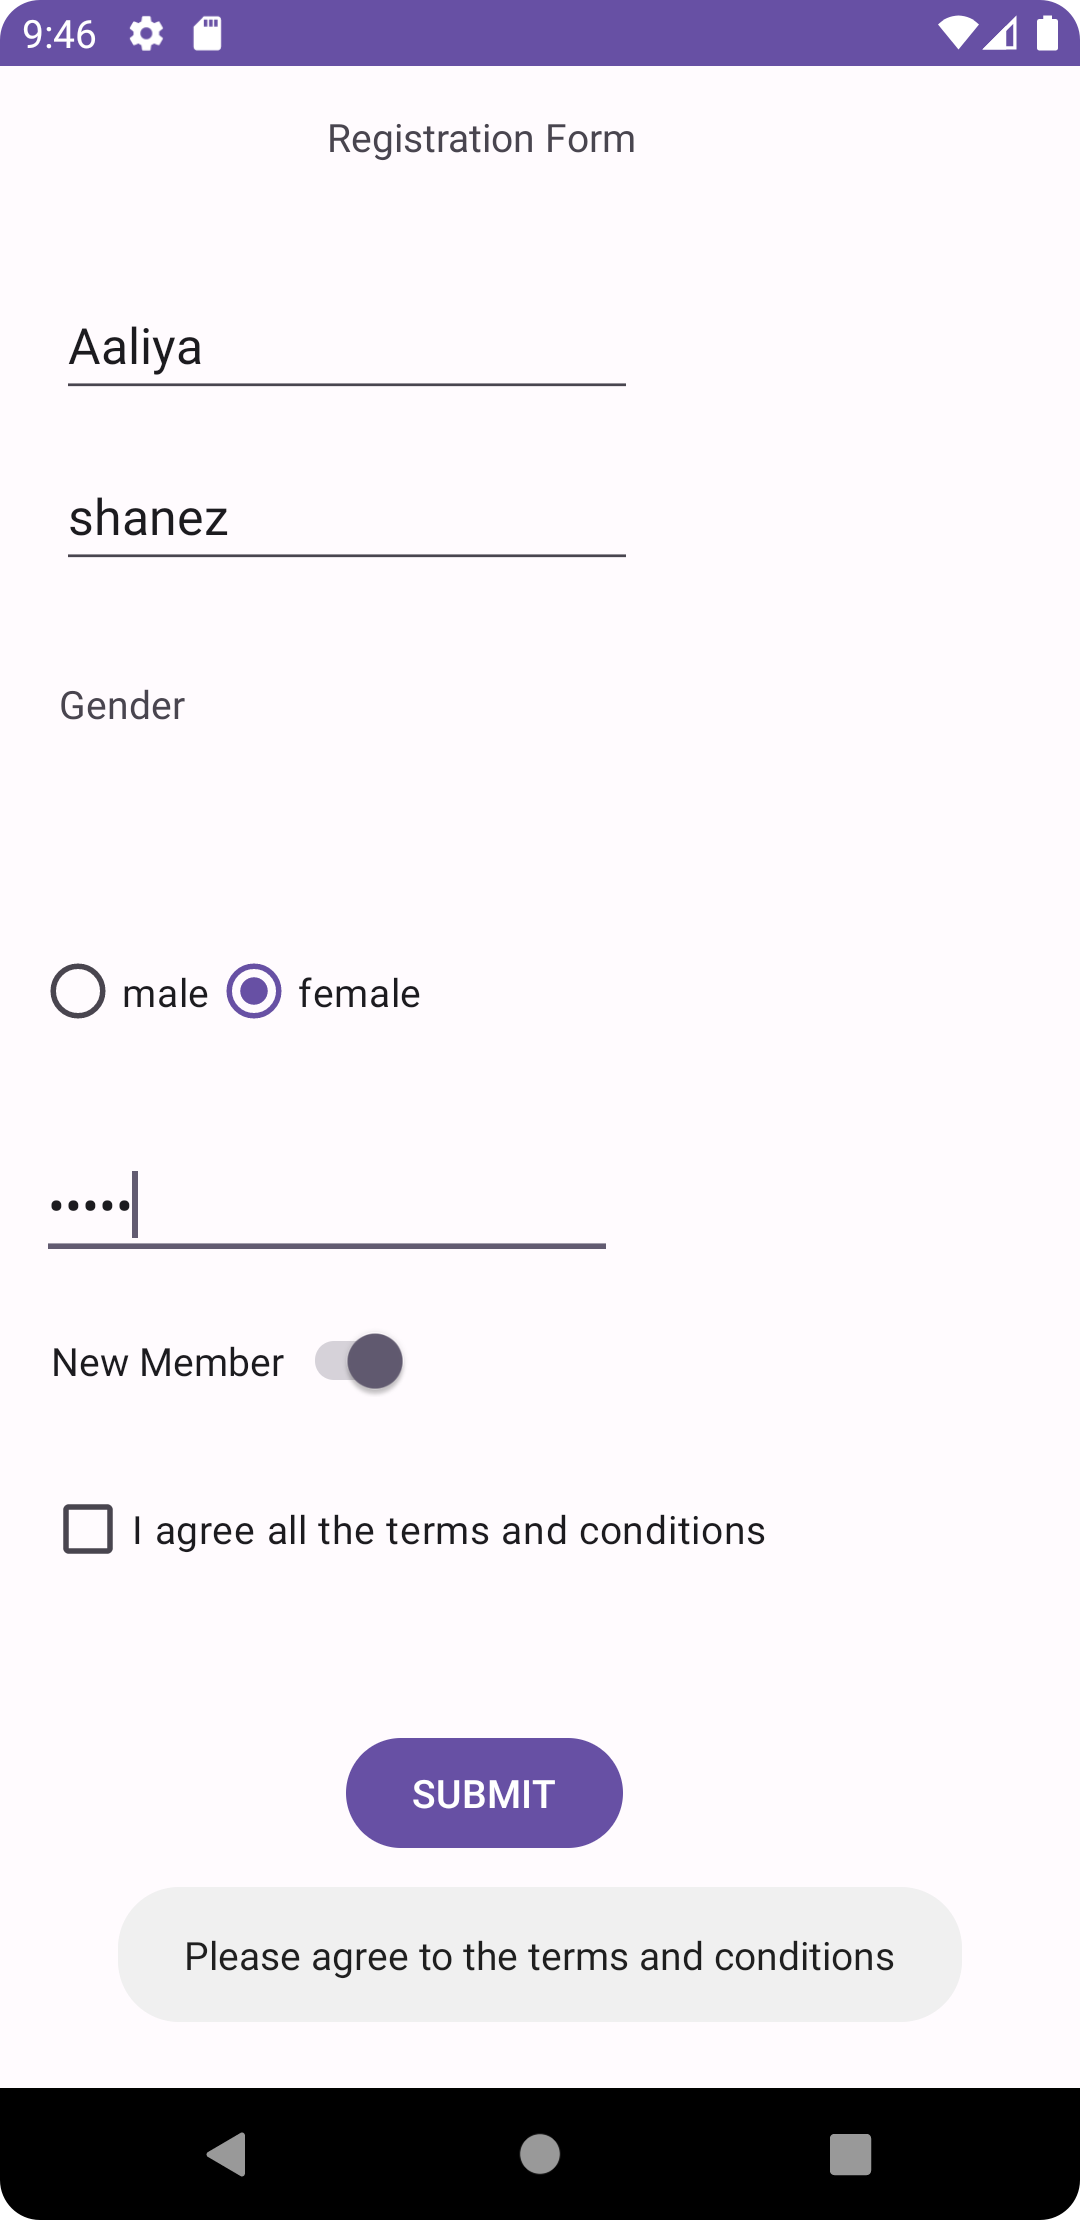 9:46
Registration Form
Aaliya
shanez
Gender
male female
•••••
New Member
I agree all the terms and conditions
SUBMIT
Please agree to the terms and conditions